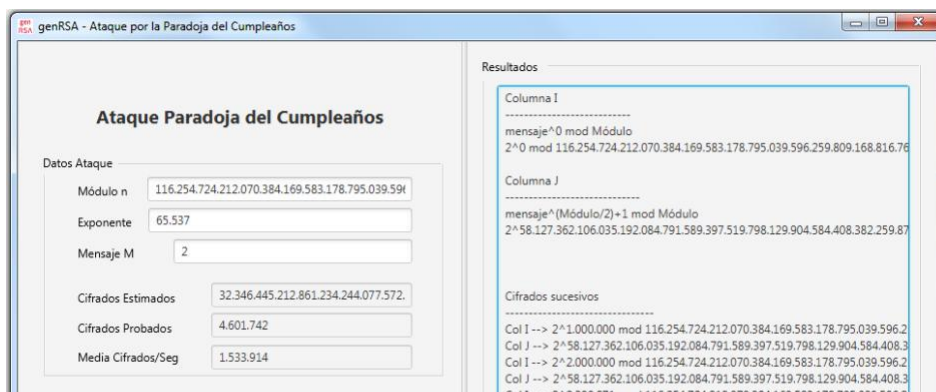 gen RSA
genRSA - Ataque por la Paradoja del Cumpleaños
Ataque Paradoja del Cumpleaños
Datos Ataque
Módulo n 116.254.724.212.070.384.169.583.178.795.039.596
Exponente 65.537
Mensaje M 2
Cifrados Estimados 32.346.445.212.861.234.244.077.572.
Cifrados Probados 4.601.742
Media Cifrados/Seg 1.533.914
Resultados
Columna I
----------------------------
mensaje^0 mod Módulo
2^0 mod 116.254.724.212.070.384.169.583.178.795.039.596.259.809.168.816.76
Columna J
------------------------------
mensaje^(Módulo/2)+1 mod Módulo
2^58.127.362.106.035.192.084.791.589.397.519.798.129.904.584.408.382.259.87
Cifrados sucesivos
---------------------------------
Col I --> 2^1.000.000 mod 116.254.724.212.070.384.169.583.178.795.039.596.2
Col J --> 2^58.127.362.106.035.192.084.791.589.397.519.798.129.904.584.408.3
Col I --> 2^2.000.000 mod 116.254.724.212.070.384.169.583.178.795.039.596.2
Col J --> 2^58.127.362.106.035.192.084.791.589.397.519.798.129.904.584.408.3